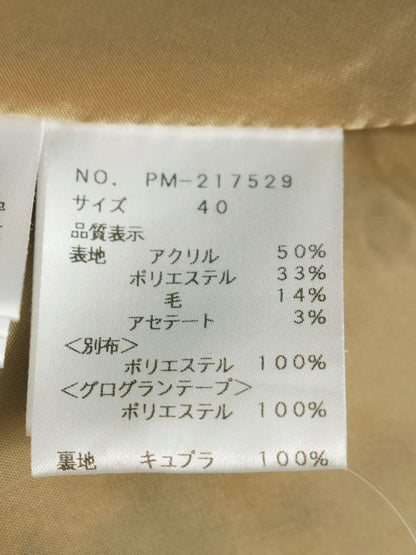 NO. PM-217529
サイズ 40
品質表示
表地 アクリル 50%
ポリエステル 33%
毛 14%
アセテート 3%
<別布>
ポリエステル 100%
<グログランテープ>
ポリエステル 100%
裏地 キュプラ 100%